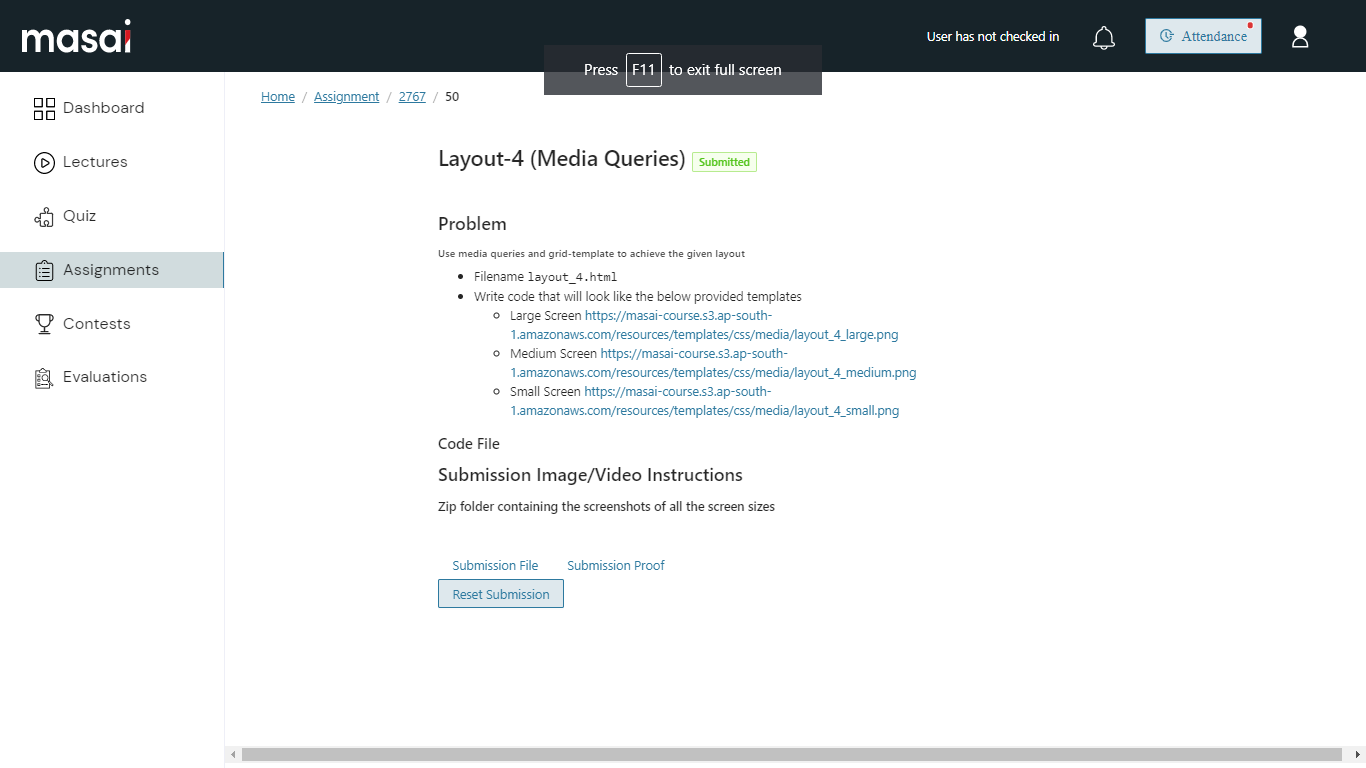 masai
User has not checked in
Attendance
Press F11 to exit full screen
Dashboard
Lectures
Quiz
Assignments
Contests
Evaluations
Home / Assignment / 2767 / 50
Layout-4 (Media Queries) Submitted
Problem
Use media queries and grid-template to achieve the given layout
Filename layout_4.html
Write code that will look like the below provided templates
Large Screen https://masai-course.s3.ap-south-
1.amazonaws.com/resources/templates/css/media/layout_4_large.png
Medium Screen https://masai-course.s3.ap-south-
1.amazonaws.com/resources/templates/css/media/layout_4_medium.png
Small Screen https://masai-course.s3.ap-south-
1.amazonaws.com/resources/templates/css/media/layout_4_small.png
Code File
Submission Image/Video Instructions
Zip folder containing the screenshots of all the screen sizes
Submission File Submission Proof
Reset Submission